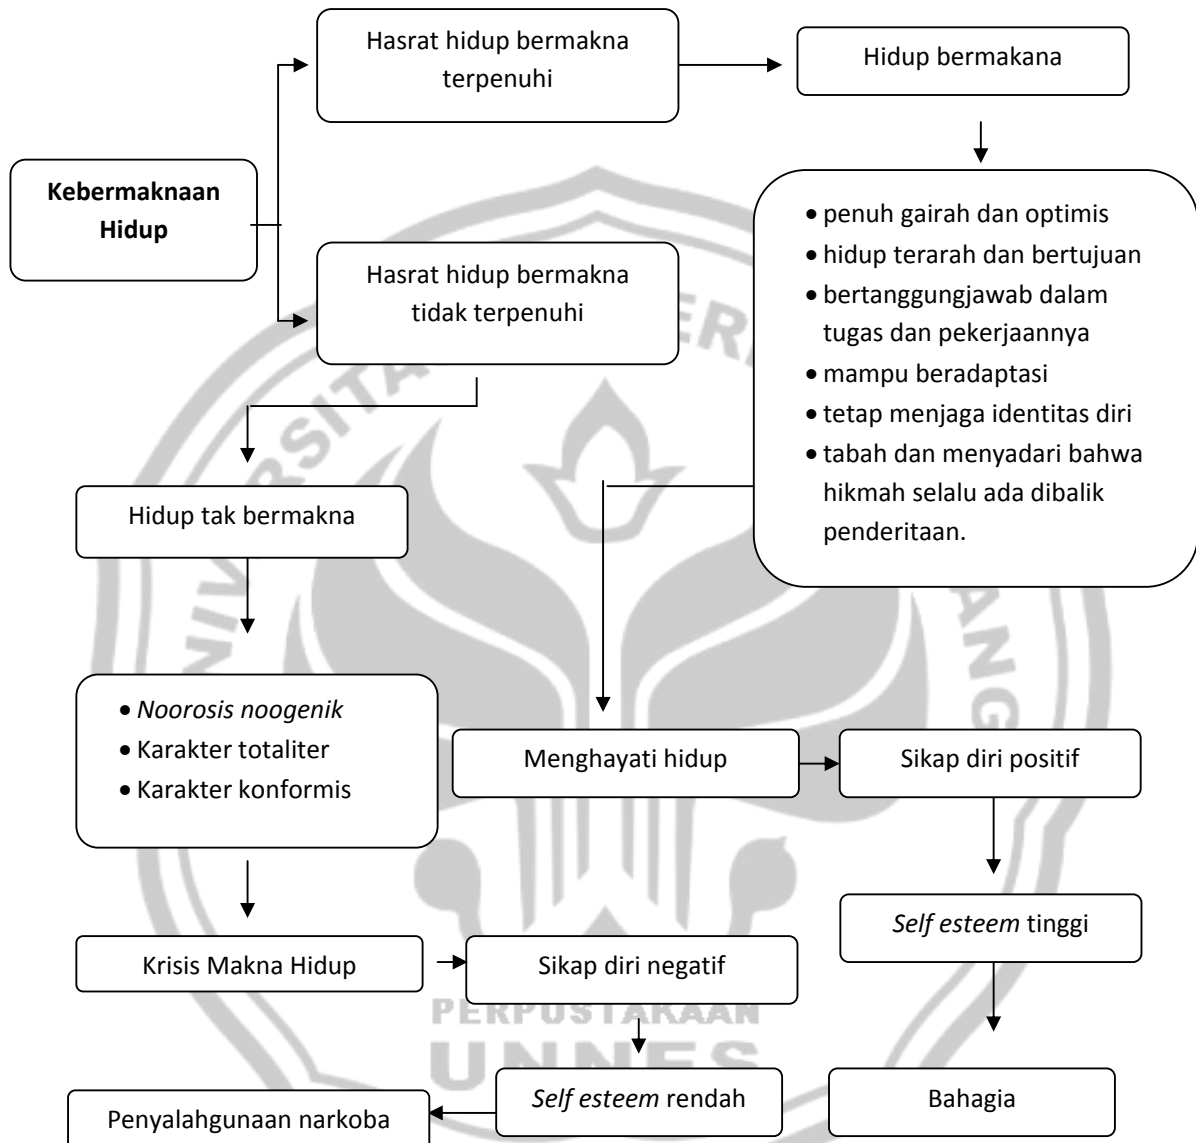 Hasrat hidup bermakna
terpenuhi
Hidup bermakana
Kebermaknaan
Hidup
Hasrat hidup bermakna
tidak terpenuhi
• penuh gairah dan optimis
• hidup terarah dan bertujuan
• bertanggungjawab dalam
tugas dan pekerjaannya
• mampu beradaptasi
• tetap menjaga identitas diri
• tabah dan menyadari bahwa
hikmah selalu ada dibalik
penderitaan.
Hidup tak bermakna
• Noorosis noogenik
• Karakter totaliter
• Karakter konformis
Menghayati hidup
Sikap diri positif
Self esteem tinggi
Krisis Makna Hidup
Sikap diri negatif
PERPUSTAKAAN
UNNES
Self esteem rendah
Bahagia
Penyalahgunaan narkoba